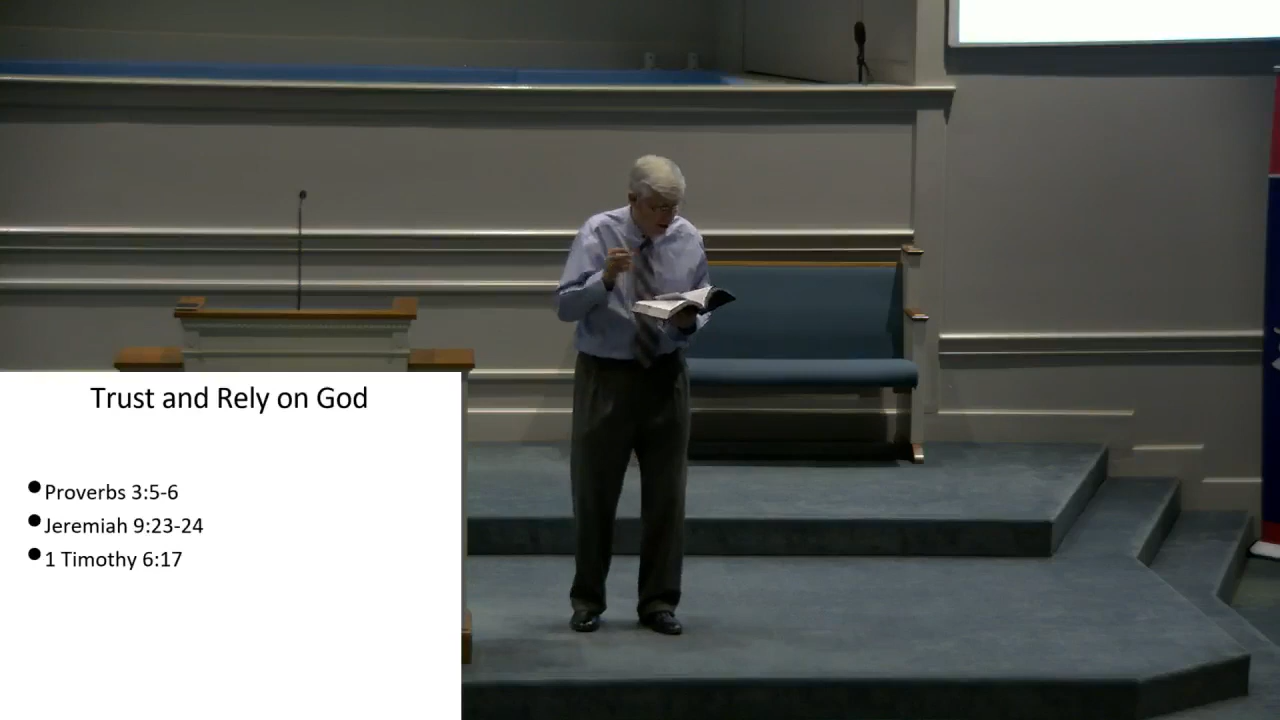 Trust and Rely on God
Proverbs 3:5-6
Jeremiah 9:23-24
1 Timothy 6:17